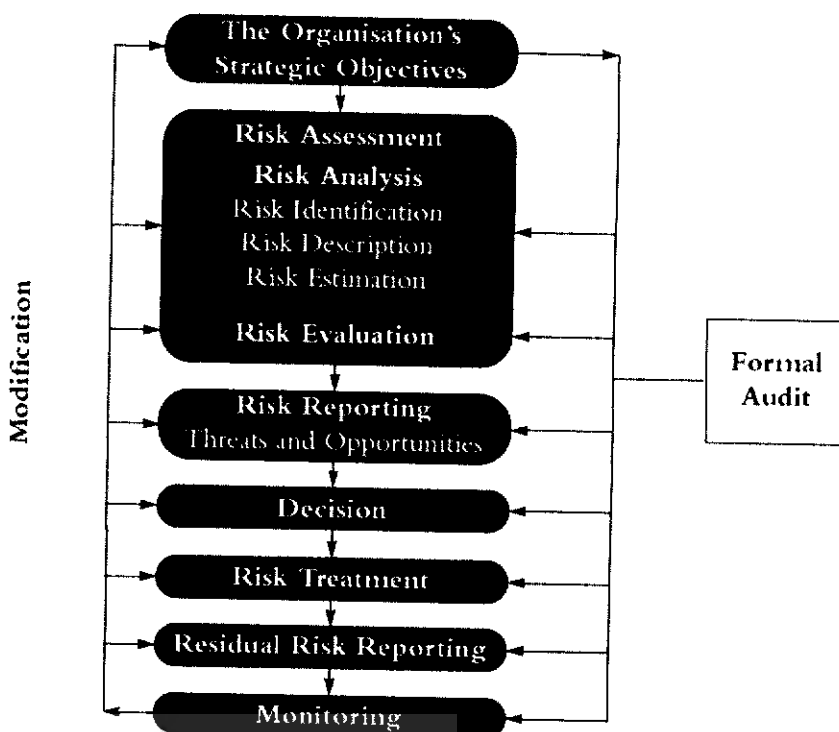 The Organisation's
Strategic Objectives
Risk Assessment
Risk Analysis
Risk Identification
Risk Description
Risk Estimation
Risk Evaluation
Modification
Formal
Audit
Risk Reporting
Threats and Opportunities
Decision
Risk Treatment
Residual Risk Reporting
Monitoring